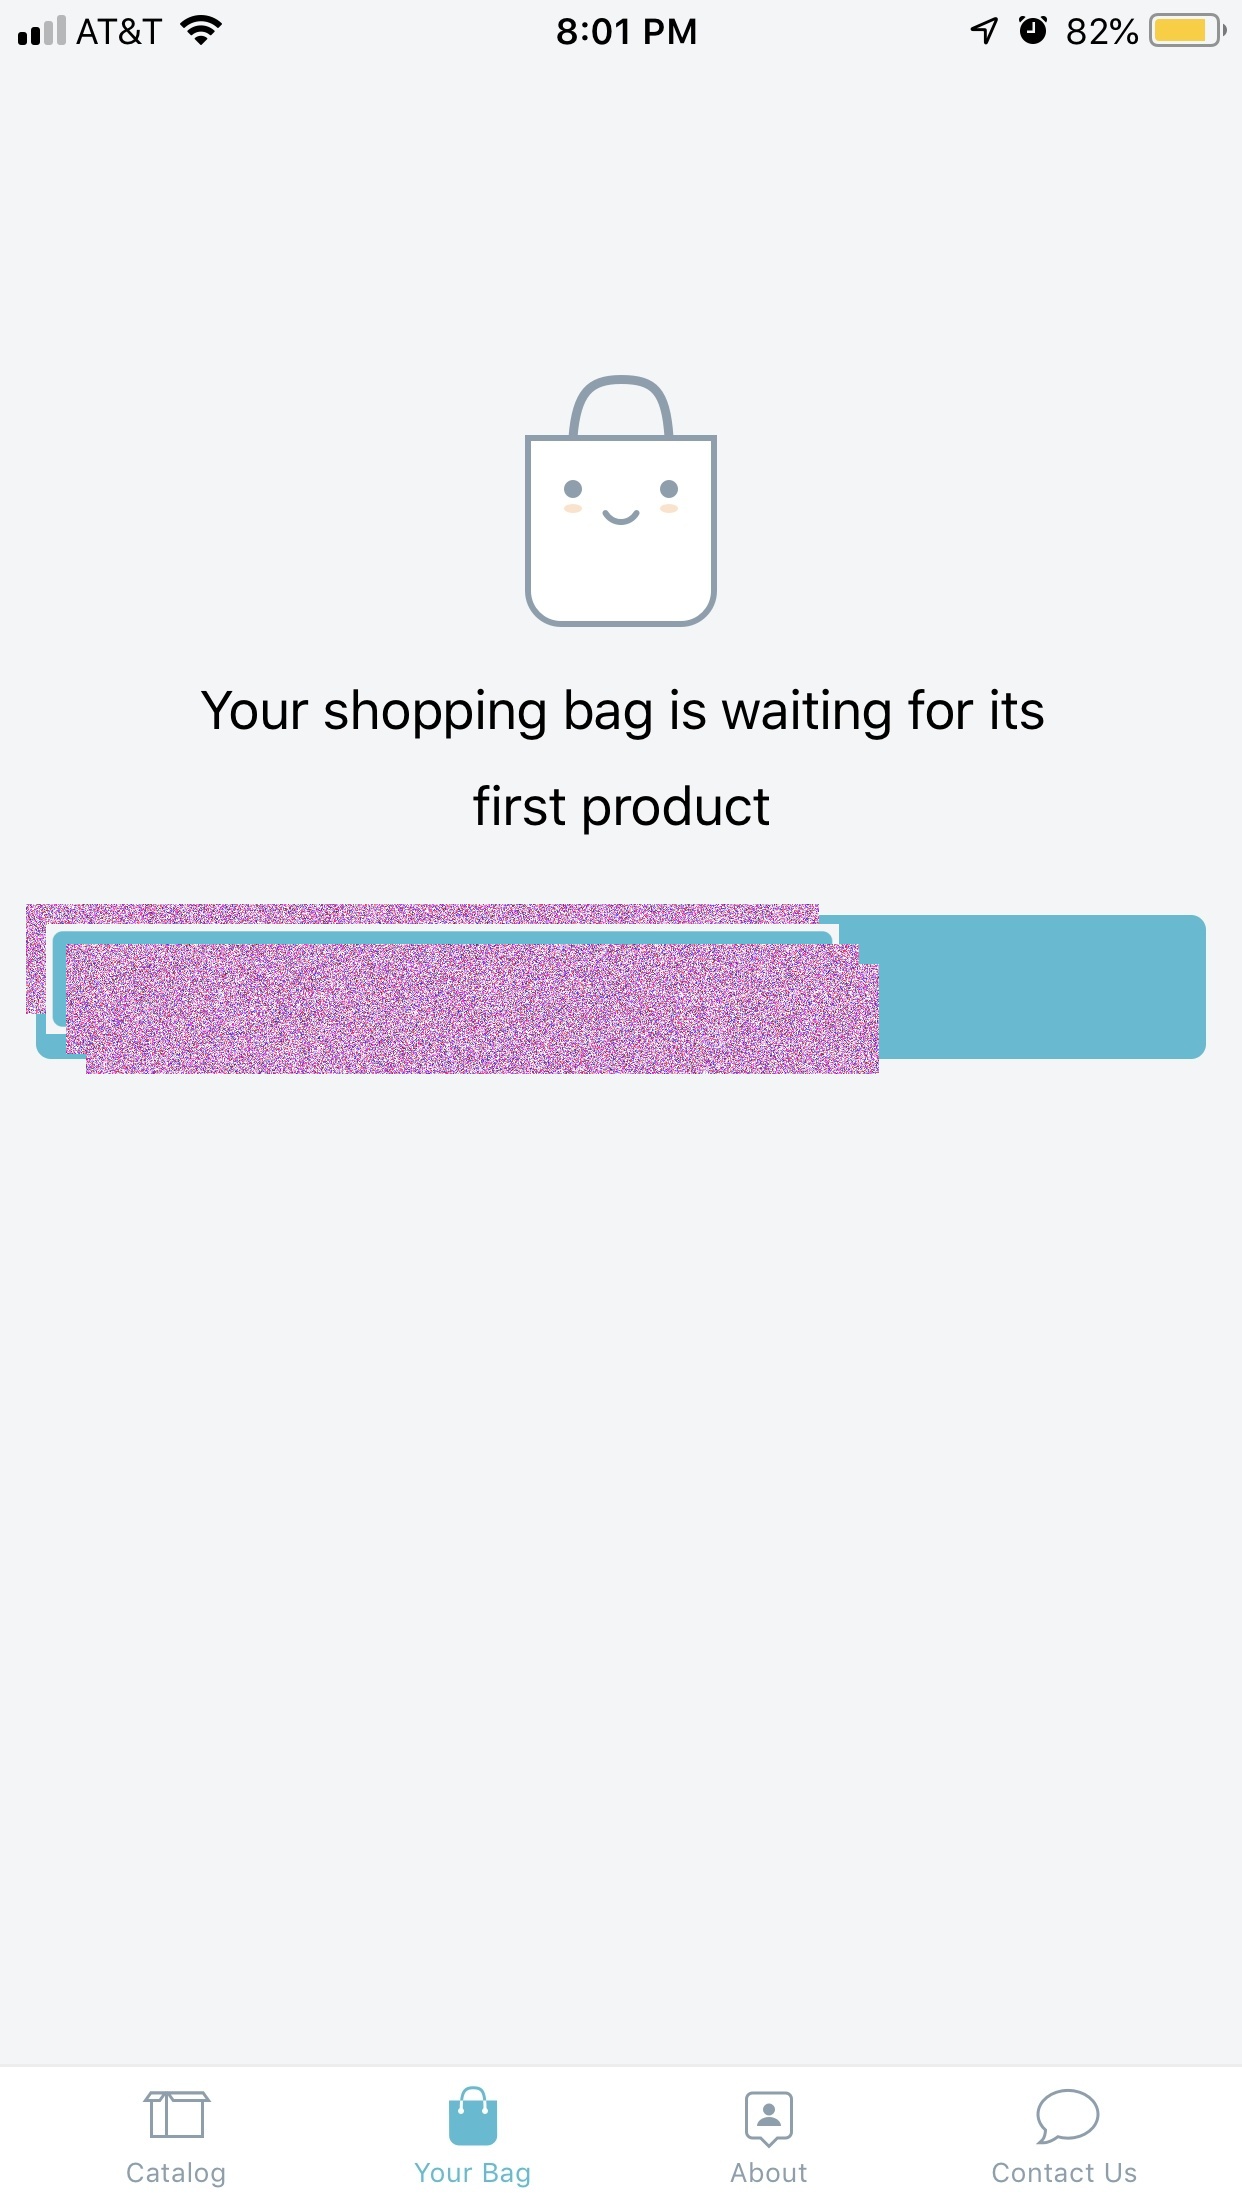 AT&T 8:01 PM 82%
Your shopping bag is waiting for its
first product
Catalog Your Bag About Contact Us